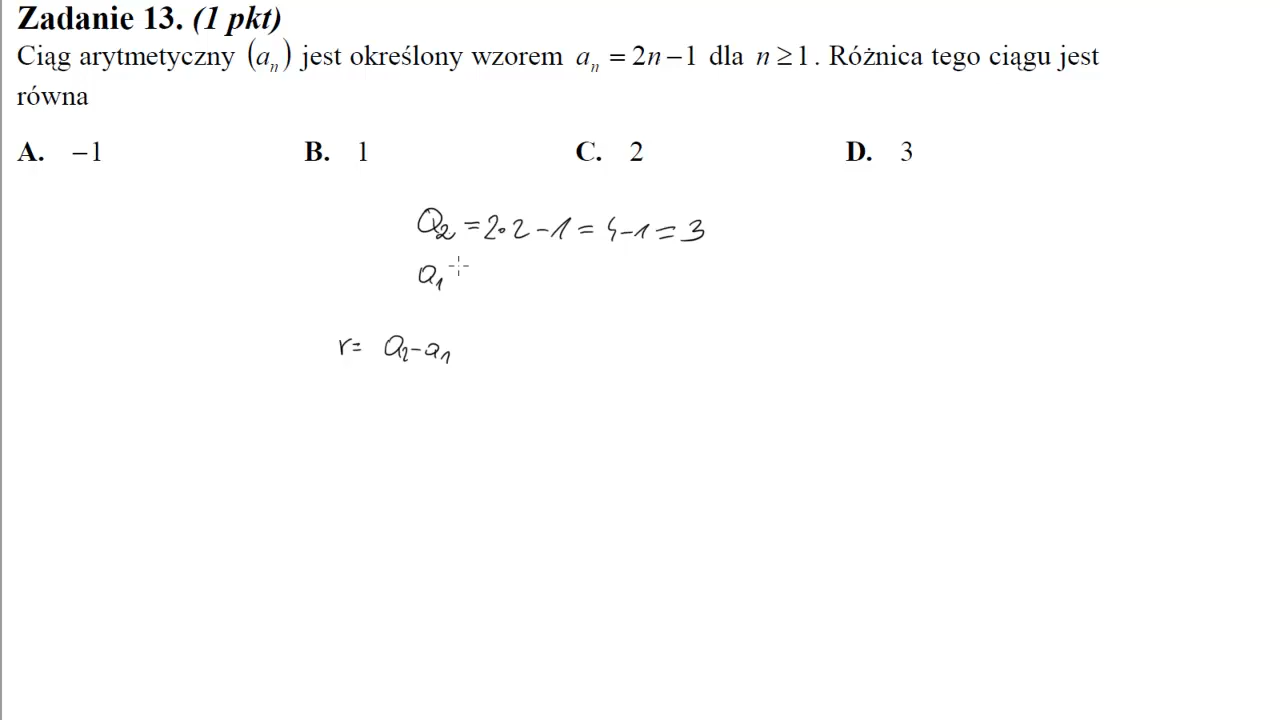 Zadanie 13. (1 pkt)
Ciąg arytmetyczny (aₙ) jest określony wzorem aₙ = 2n − 1 dla n ≥ 1. Różnica tego ciągu jest
równa
A. −1 B. 1 C. 2 D. 3
a₂ = 2·2 − 1 = 4 − 1 = 3
a₁
r = a₂ − a₁